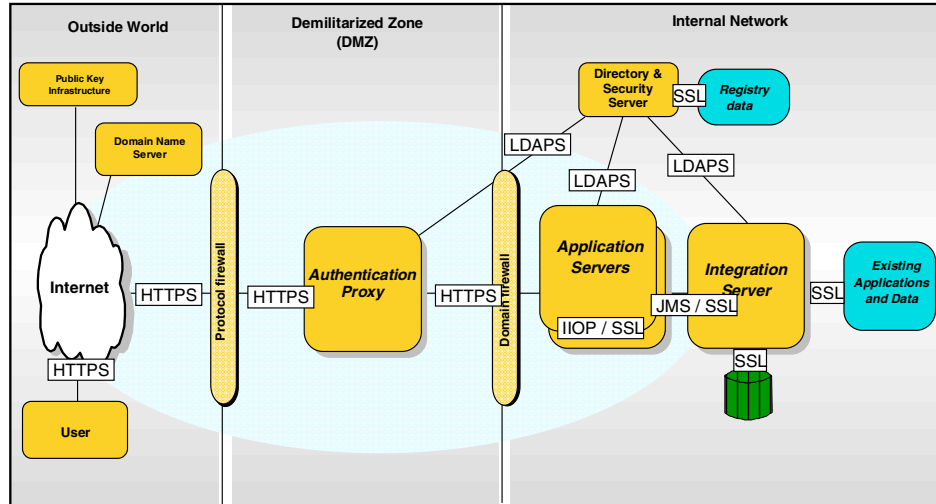 Outside World
Demilitarized Zone
(DMZ)
Internal Network
Public Key
Infrastructure
Domain Name
Server
Directory &
Security
Server
SSL
Registry
data
LDAPS
LDAPS
LDAPS
Internet
HTTPS
Protocol firewall
HTTPS
Authentication
Proxy
HTTPS
Domain firewall
Application
Servers
IIOP / SSL
JMS / SSL
Integration
Server
SSL
Existing
Applications
and Data
SSL
HTTPS
User